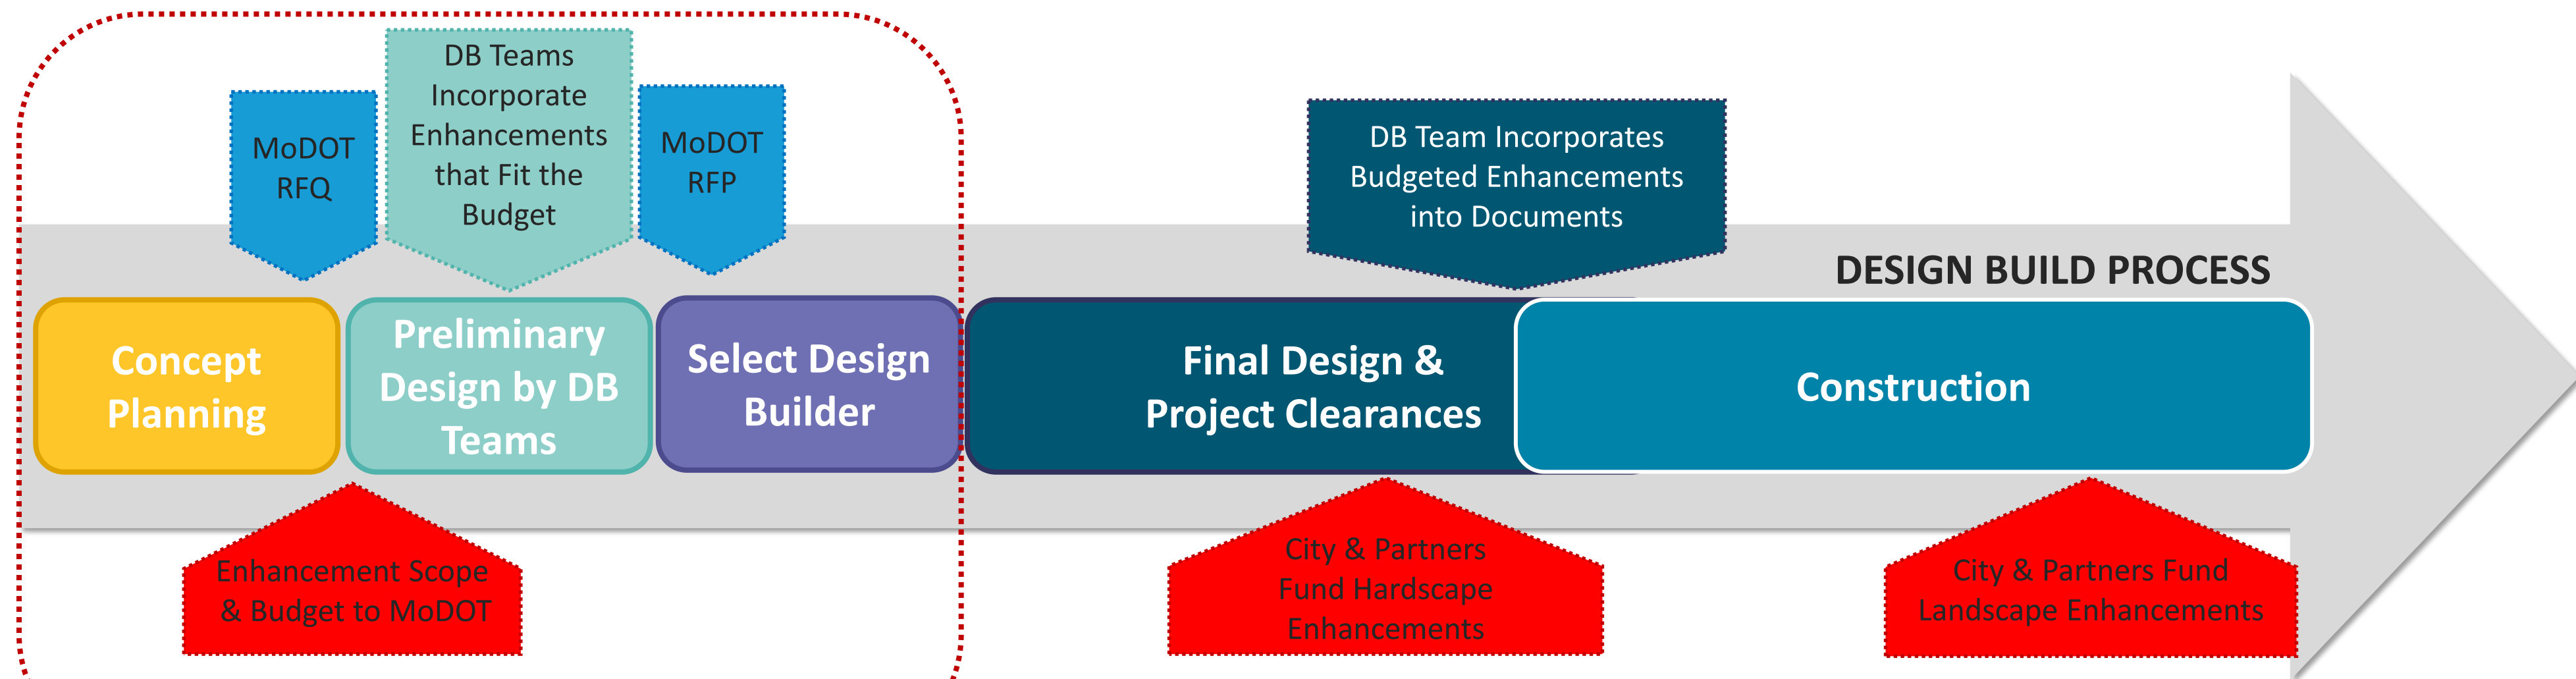 DB Teams
Incorporate
Enhancements
that Fit the
Budget
MoDOT
RFQ
MoDOT
RFP
DB Team Incorporates
Budgeted Enhancements
into Documents
DESIGN BUILD PROCESS
Concept
Planning
Preliminary
Design by DB
Teams
Select Design
Builder
Final Design &
Project Clearances
Construction
Enhancement Scope
& Budget to MoDOT
City & Partners
Fund Hardscape
Enhancements
City & Partners Fund
Landscape Enhancements